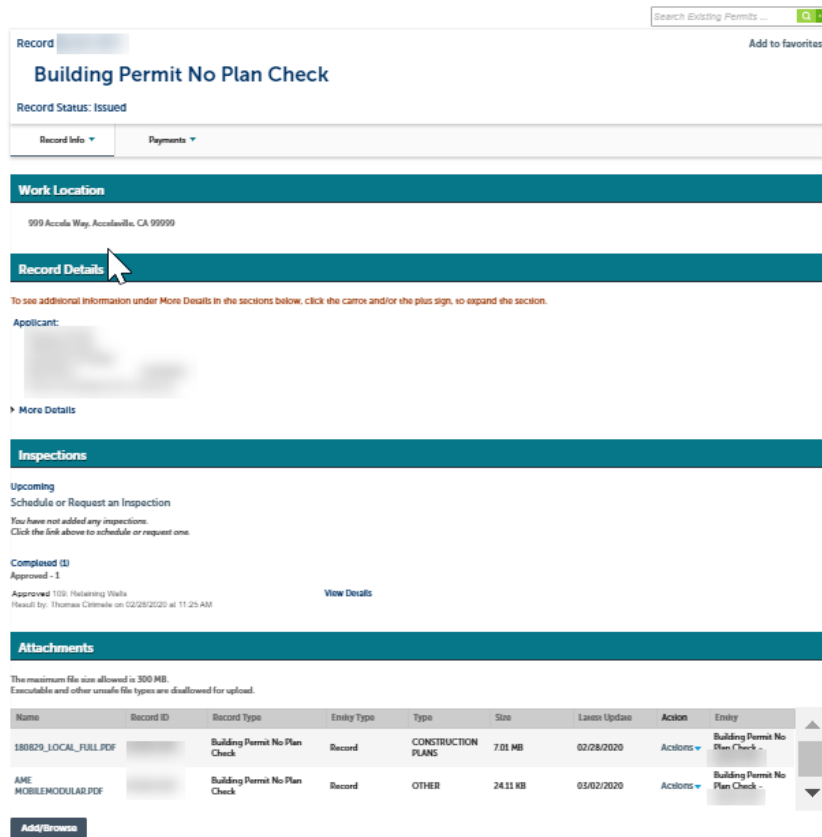 Search Existing Permits ...
Record
Add to favorites
Building Permit No Plan Check
Record Status: Issued
Record Info
Payments
Work Location
999 Accela Way, Accelaville, CA 99999
Record Details
To see additional information under More Details in the sections below, click the carrot and/or the plus sign, to expand the section.
Applicant:
More Details
Inspections
Upcoming
Schedule or Request an Inspection
You have not added any inspections.
Click the link above to schedule or request one.
Completed (1)
Approved - 1
Approved 109: Retaining Walls
View Details
Result by: Thomas Cirimele on 02/28/2020 at 11:25 AM
Attachments
The maximum file size allowed is 300 MB.
Executable and other unsafe file types are disallowed for upload.
Name Record ID Record Type Entity Type Type Size Latest Update Action Entity
180829_LOCAL_FULL.PDF Building Permit No Plan Check Record CONSTRUCTION PLANS 7.01 MB 02/28/2020 Actions Building Permit No Plan Check -
AME MOBILEMODULAR.PDF Building Permit No Plan Check Record OTHER 24.11 KB 03/02/2020 Actions Building Permit No Plan Check -
Add/Browse